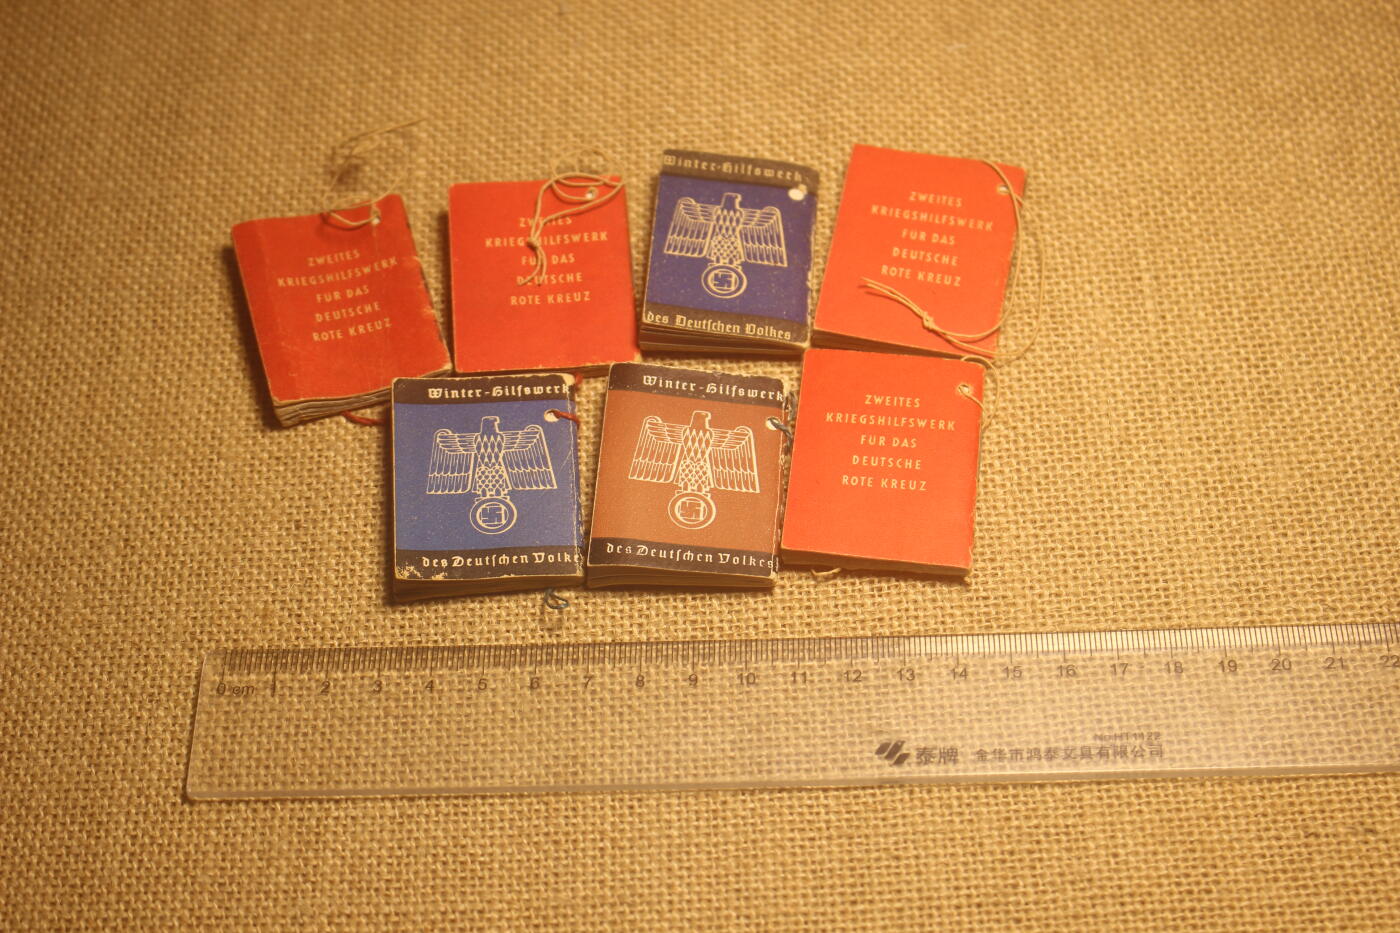 ZWEITES
KRIEGSHILFSWERK
FÜR DAS
DEUTSCHE
ROTE KREUZ
ZWEITES
KRIEGSHILFSWERK
FÜR DAS
DEUTSCHE
ROTE KREUZ
Winter-Hilfswerk
des Deutschen Volkes
ZWEITES
KRIEGSHILFSWERK
FÜR DAS
DEUTSCHE
ROTE KREUZ
Winter-Hilfswerk
des Deutschen Volkes
Winter-Hilfswerk
des Deutschen Volkes
ZWEITES
KRIEGSHILFSWERK
FÜR DAS
DEUTSCHE
ROTE KREUZ
0 cm 1 2 3 4 5 6 7 8 9 10 11 12 13 14 15 16 17 18 19 20 21 22
No.HT1122
泰牌 金华市鸿泰文具有限公司